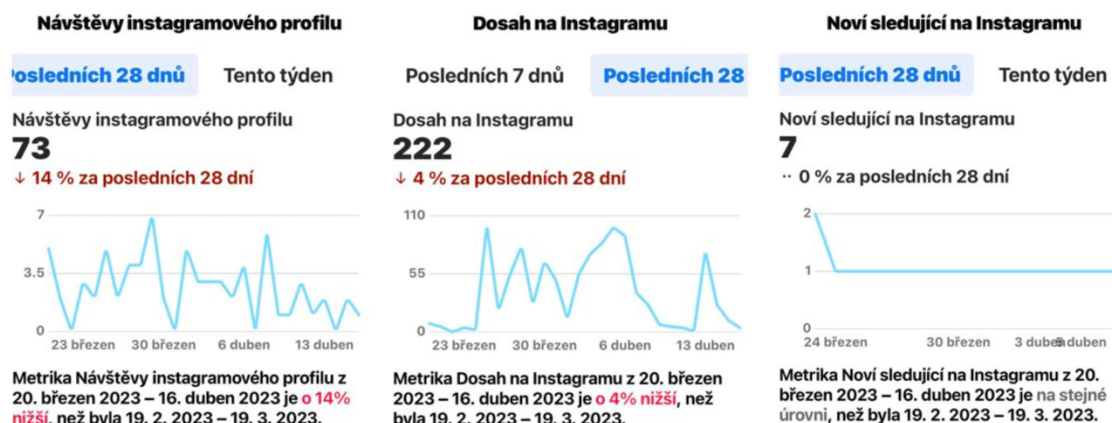 Návštěvy instagramového profilu
Posledních 28 dnů Tento týden
Návštěvy instagramového profilu
73
↓ 14 % za posledních 28 dní
7
3.5
0
23 březen 30 březen 6 duben 13 duben
Metrika Návštěvy instagramového profilu z
20. březen 2023 – 16. duben 2023 je o 14%
nižší, než byla 19. 2. 2023 – 19. 3. 2023.
Dosah na Instagramu
Posledních 7 dnů Posledních 28
Dosah na Instagramu
222
↓ 4 % za posledních 28 dní
110
55
0
23 březen 30 březen 6 duben 13 duben
Metrika Dosah na Instagramu z 20. březen
2023 – 16. duben 2023 je o 4% nižší, než
byla 19. 2. 2023 – 19. 3. 2023.
Noví sledující na Instagramu
Posledních 28 dnů Tento týden
Noví sledující na Instagramu
7
·· 0 % za posledních 28 dní
2
1
0
24 březen 30 březen 3 duben duben
Metrika Noví sledující na Instagramu z 20.
březen 2023 – 16. duben 2023 je na stejné
úrovni, než byla 19. 2. 2023 – 19. 3. 2023.